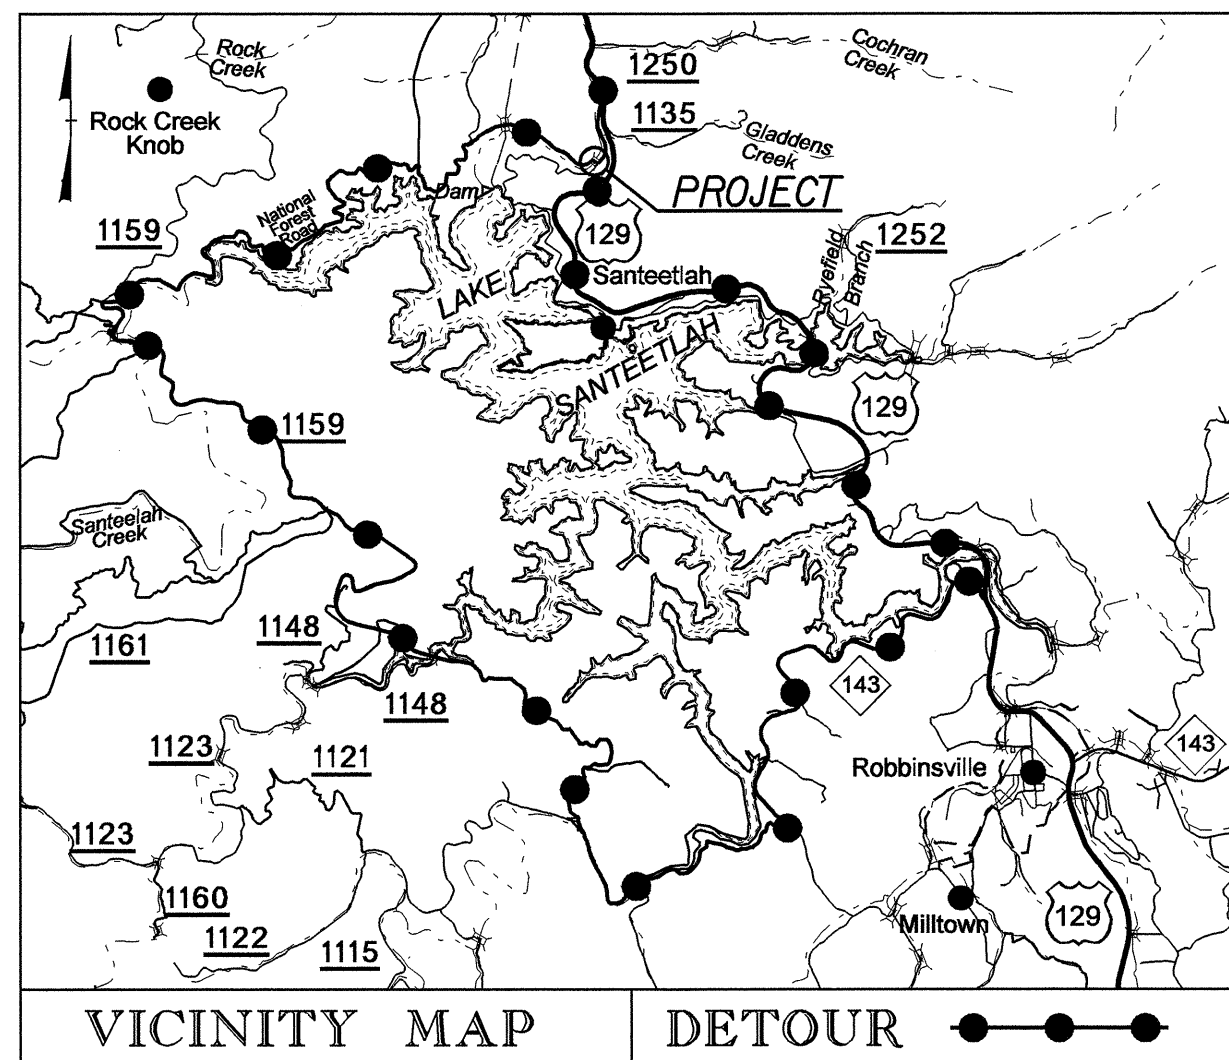 Rock
Creek
Cochran
Creek
1250
Rock Creek
Knob
1135
Gladdens
Creek
Dam
PROJECT
National
Forest
Road
1159
129
Ryefield
Branch
1252
Santeetlah
LAKE
SANTEETLAH
129
1159
Santeelah
Creek
1161
1148
143
1148
143
1123
1121
Robbinsville
1123
1160
1122
1115
Milltown
129
VICINITY MAP
DETOUR